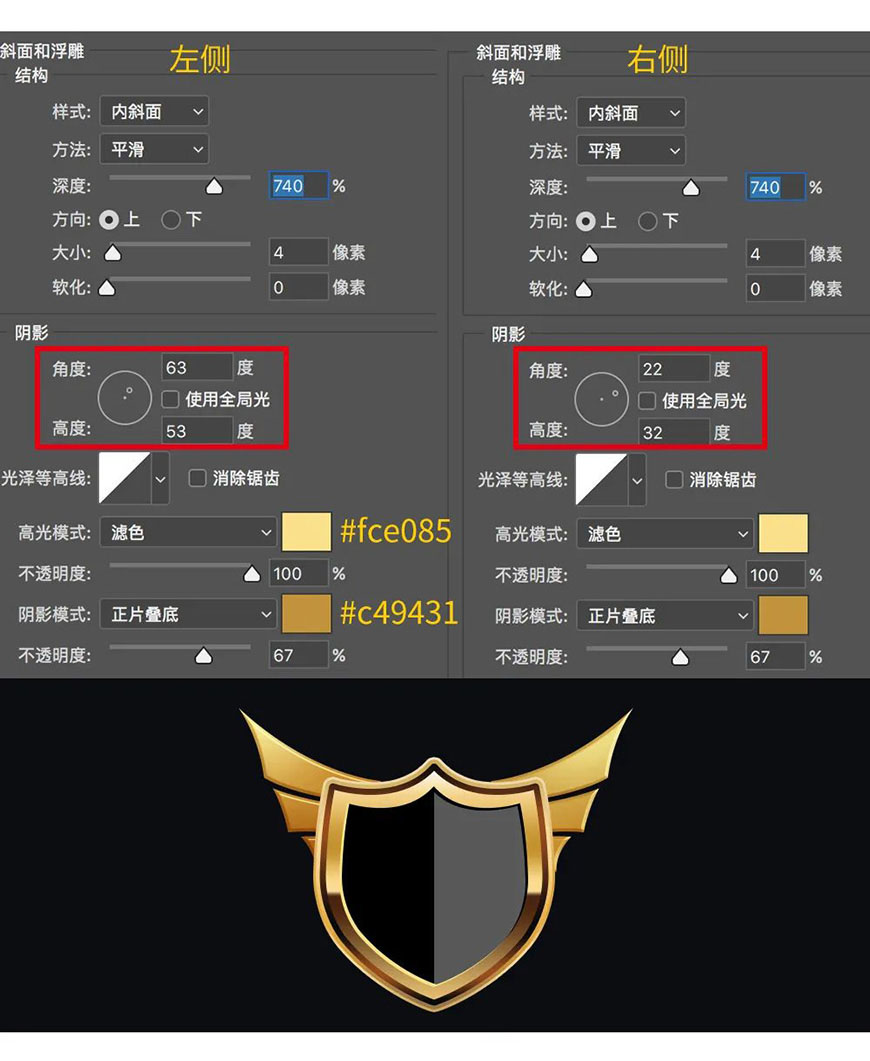 斜面和浮雕
左侧
结构
样式: 内斜面
方法: 平滑
深度: 740 %
方向: 上 下
大小: 4 像素
软化: 0 像素
阴影
角度: 63 度
使用全局光
高度: 53 度
光泽等高线: 消除锯齿
高光模式: 滤色 #fce085
不透明度: 100 %
阴影模式: 正片叠底 #c49431
不透明度: 67 %
斜面和浮雕
右侧
结构
样式: 内斜面
方法: 平滑
深度: 740 %
方向: 上 下
大小: 4 像素
软化: 0 像素
阴影
角度: 22 度
使用全局光
高度: 32 度
光泽等高线: 消除锯齿
高光模式: 滤色
不透明度: 100 %
阴影模式: 正片叠底
不透明度: 67 %